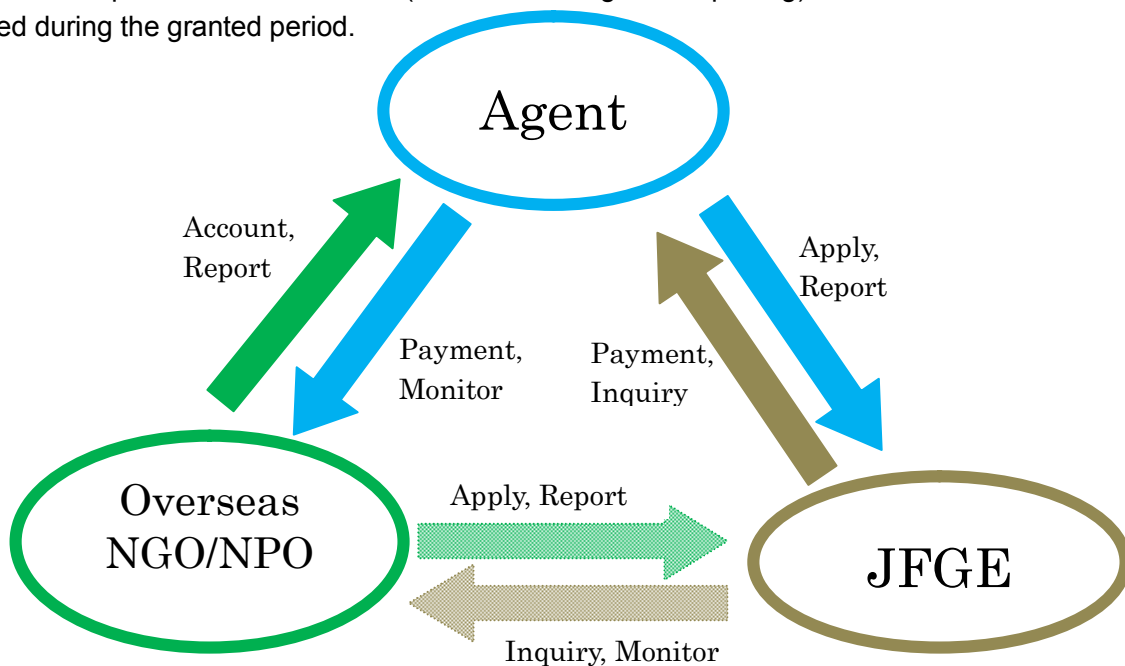 ed during the granted period.
Agent
Account,
Report
Apply,
Report
Payment,
Monitor
Payment,
Inquiry
Overseas
NGO/NPO
Apply, Report
JFGE
Inquiry, Monitor